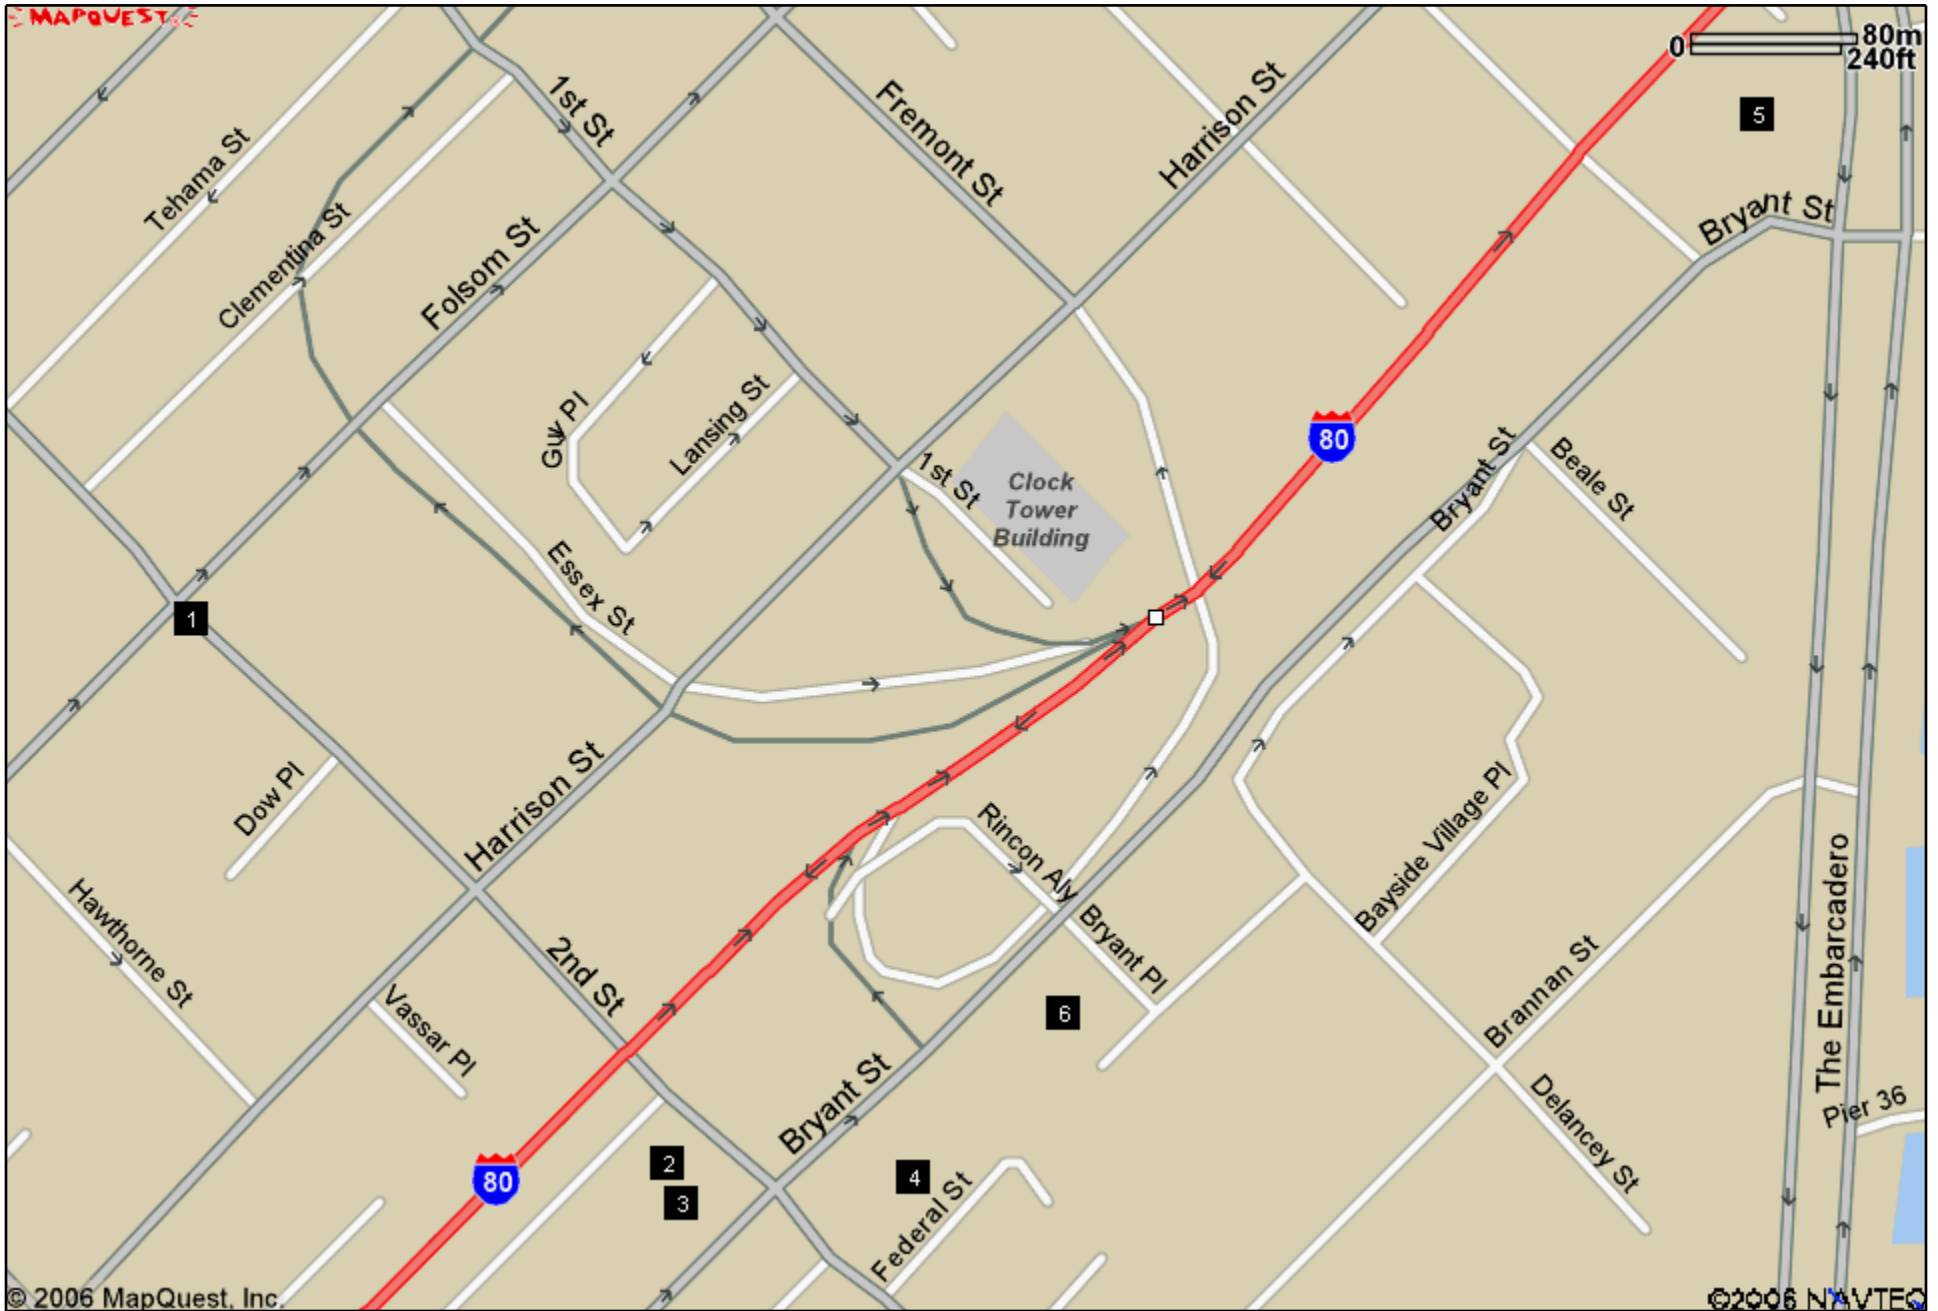 MAPQUEST
0
80m
240ft
5
1st St
Fremont St
Harrison St
Tehama St
Bryant St
Clementina St
Folsom St
Guy Pl
Lansing St
80
1st St
Clock
Tower
Building
Bryant St
Beale St
Essex St
1
Dow Pl
Harrison St
Rincon Aly
Bayside Village Pl
Hawthorne St
2nd St
Bryant Pl
Brannan St
The Embarcadero
Vassar Pl
6
Bryant St
Delancey St
Pier 36
2
80
4
3
Federal St
© 2006 MapQuest, Inc.
©2006 NAVTEQ